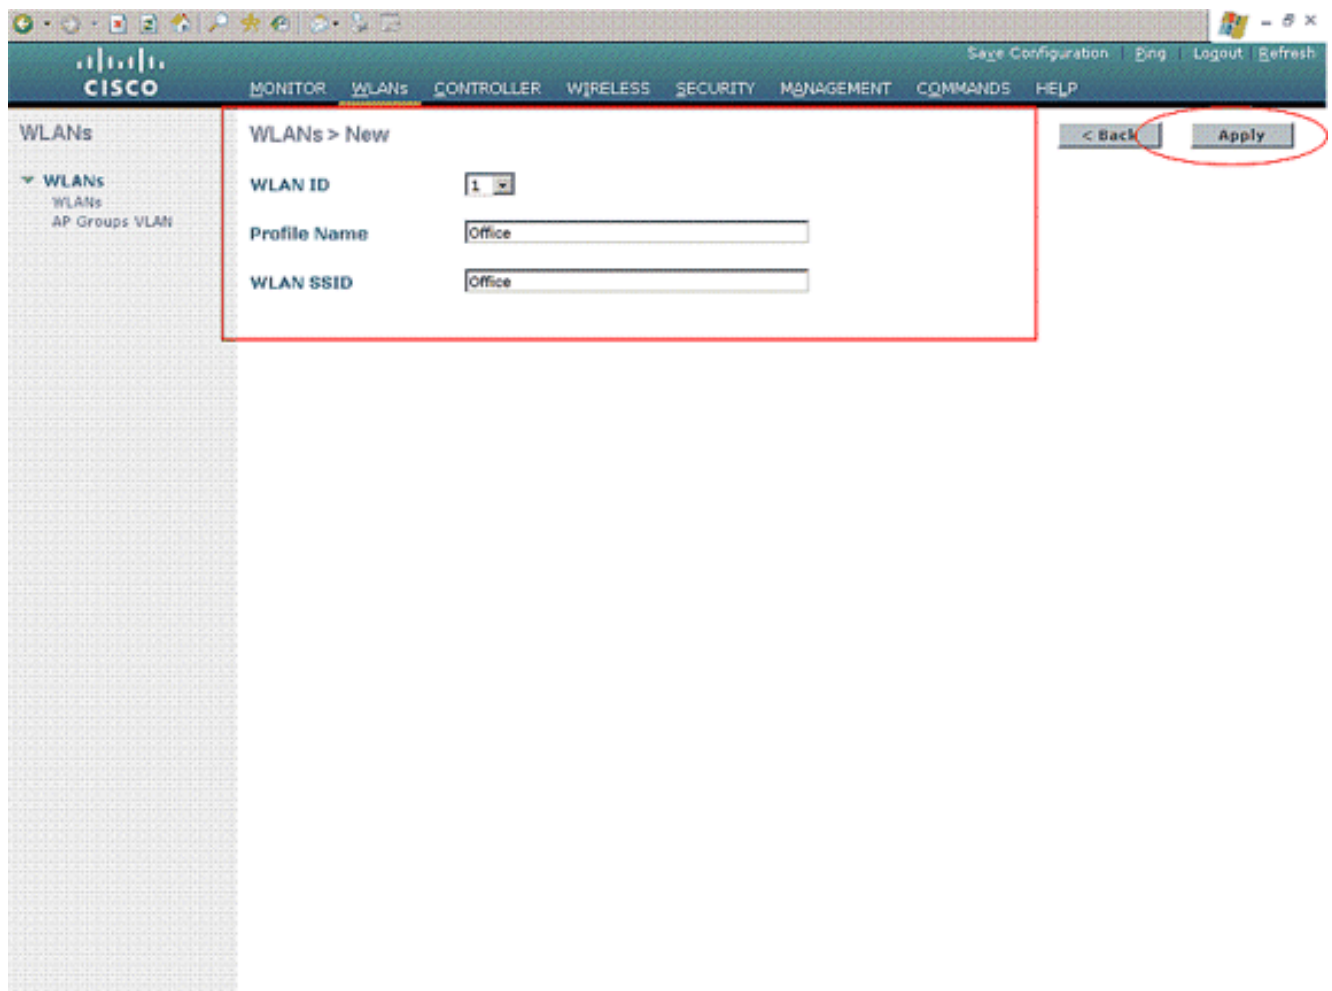 Save Configuration | Ping | Logout | Refresh
CISCO
MONITOR WLANs CONTROLLER WIRELESS SECURITY MANAGEMENT COMMANDS HELP
WLANs
WLANs
WLANs
AP Groups VLAN
WLANs > New
< Back
Apply
WLAN ID
1
Profile Name
Office
WLAN SSID
Office